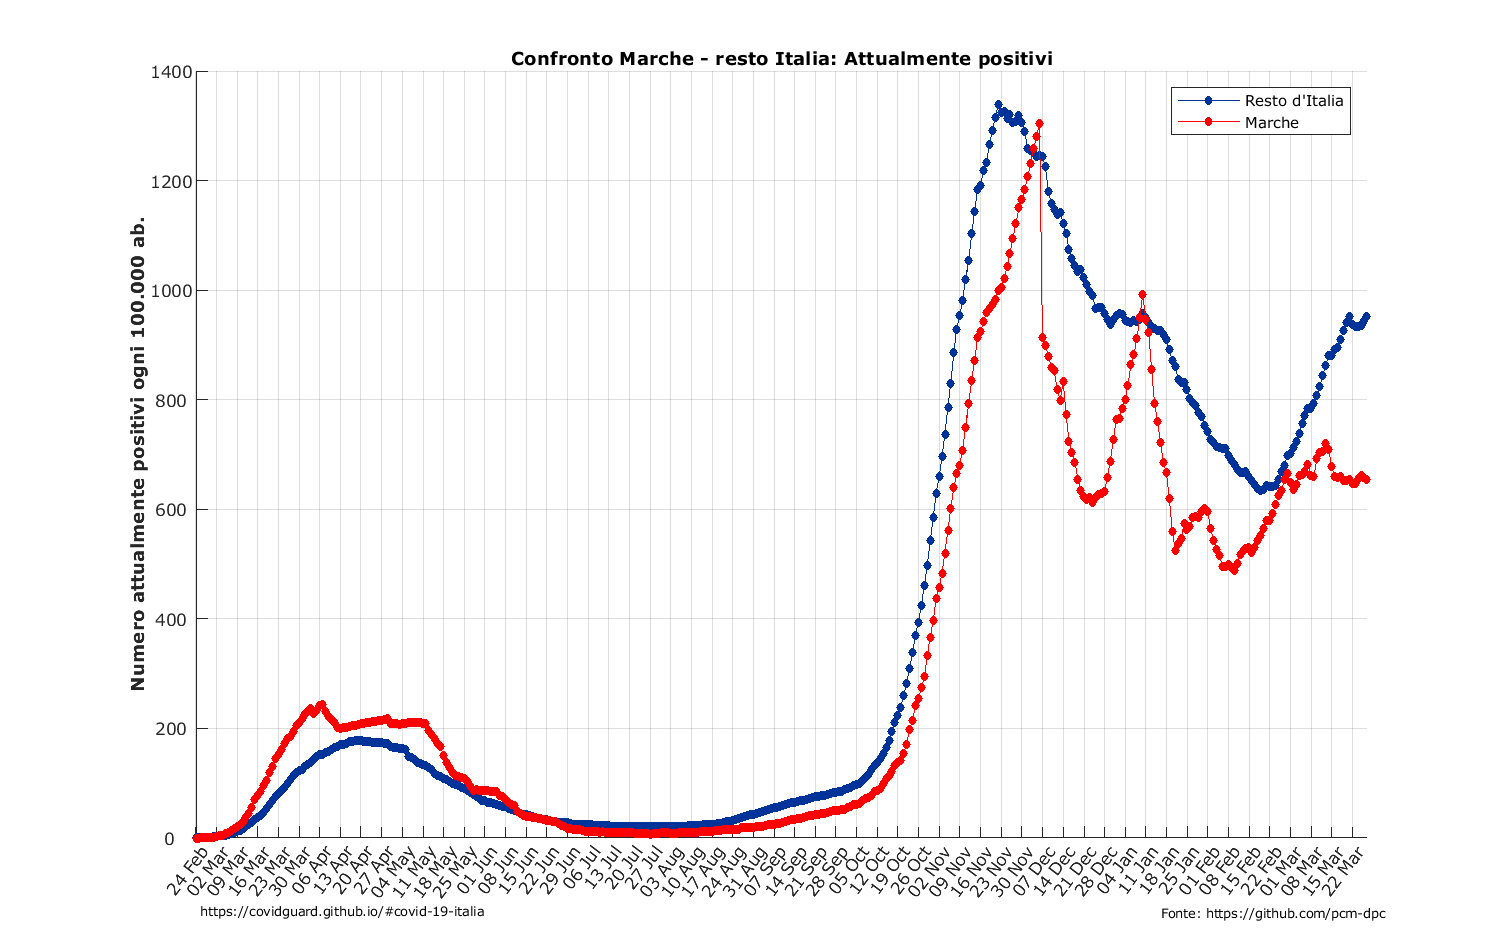 Confronto Marche - resto Italia: Attualmente positivi
Numero attualmente positivi ogni 100.000 ab.
1400
1200
1000
800
600
400
200
0
Resto d'Italia
Marche
24 Feb
02 Mar
09 Mar
16 Mar
23 Mar
30 Mar
06 Apr
13 Apr
20 Apr
27 Apr
04 May
11 May
18 May
25 May
01 Jun
08 Jun
15 Jun
22 Jun
29 Jun
06 Jul
13 Jul
20 Jul
27 Jul
03 Aug
10 Aug
17 Aug
24 Aug
31 Aug
07 Sep
14 Sep
21 Sep
28 Sep
05 Oct
12 Oct
19 Oct
26 Oct
02 Nov
09 Nov
16 Nov
23 Nov
30 Nov
07 Dec
14 Dec
21 Dec
28 Dec
04 Jan
11 Jan
18 Jan
25 Jan
01 Feb
08 Feb
15 Feb
22 Feb
01 Mar
08 Mar
15 Mar
22 Mar
https://covidguard.github.io/#covid-19-italia
Fonte: https://github.com/pcm-dpc